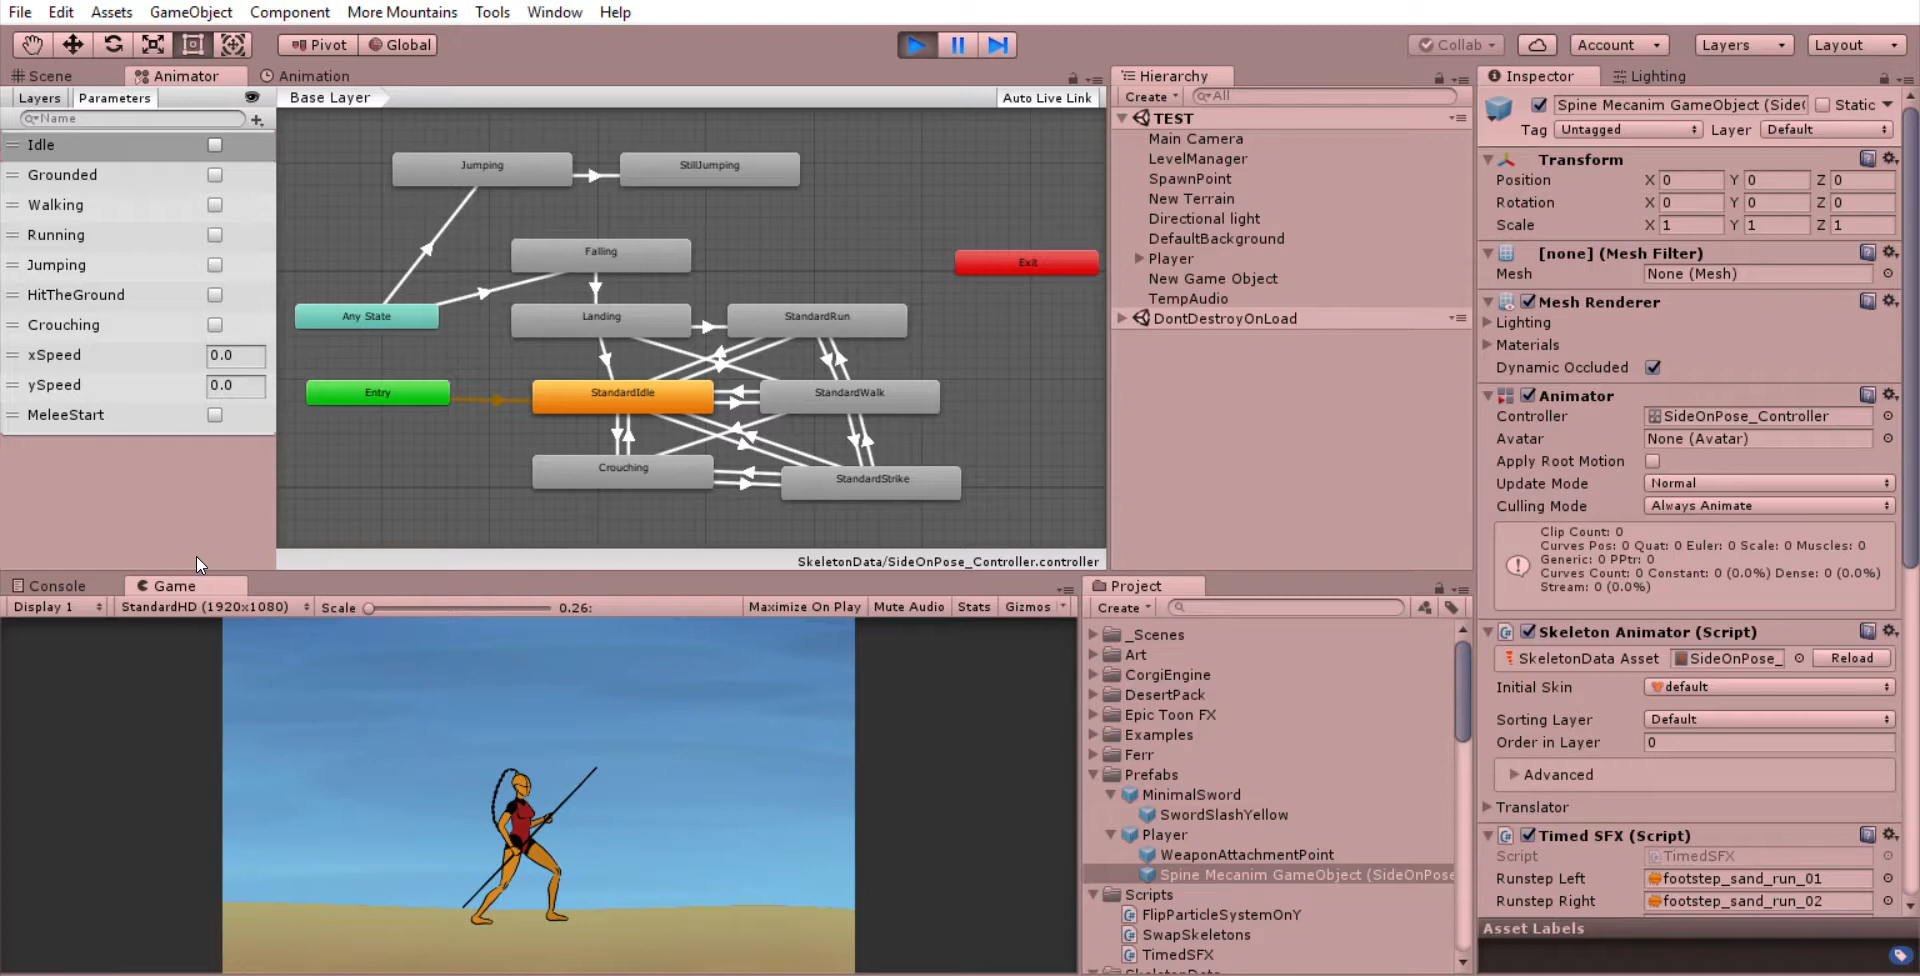 File Edit Assets GameObject Component More Mountains Tools Window Help
Pivot Global Collab Account Layers Layout
Scene Animator Animation
Layers Parameters
Base Layer Auto Live Link
Name
Idle
Grounded
Walking
Running
Jumping
HitTheGround
Crouching
xSpeed 0.0
ySpeed 0.0
MeleeStart
Jumping StillJumping
Falling
Exit
Any State Landing StandardRun
Entry StandardIdle StandardWalk
Crouching StandardStrike
SkeletonData/SideOnPose_Controller.controller
Hierarchy
Create All
TEST
Main Camera
LevelManager
SpawnPoint
New Terrain
Directional light
DefaultBackground
Player
New Game Object
TempAudio
DontDestroyOnLoad
Inspector Lighting
Spine Mecanim GameObject (Side( Static
Tag Untagged Layer Default
Transform
Position X 0 Y 0 Z 0
Rotation X 0 Y 0 Z 0
Scale X 1 Y 1 Z 1
[none] (Mesh Filter)
Mesh None (Mesh)
Mesh Renderer
Lighting
Materials
Dynamic Occluded
Animator
Controller SideOnPose_Controller
Avatar None (Avatar)
Apply Root Motion
Update Mode Normal
Culling Mode Always Animate
Clip Count: 0
Curves Pos: 0 Quat: 0 Euler: 0 Scale: 0 Muscles: 0
Generic: 0 PPtr: 0
Curves Count: 0 Constant: 0 (0.0%) Dense: 0 (0.0%)
Stream: 0 (0.0%)
Skeleton Animator (Script)
SkeletonData Asset SideOnPose_ Reload
Initial Skin default
Sorting Layer Default
Order in Layer 0
Advanced
Translator
Timed SFX (Script)
Script TimedSFX
Runstep Left footstep_sand_run_01
Runstep Right footstep_sand_run_02
Asset Labels
Console Game
Display 1 StandardHD (1920x1080) Scale 0.26: Maximize On Play Mute Audio Stats Gizmos
Project
Create
_Scenes
Art
CorgiEngine
DesertPack
Epic Toon FX
Examples
Ferr
Prefabs
MinimalSword
SwordSlashYellow
Player
WeaponAttachmentPoint
Spine Mecanim GameObject (SideOnPose
Scripts
FlipParticleSystemOnY
SwapSkeletons
TimedSFX
SkeletonData